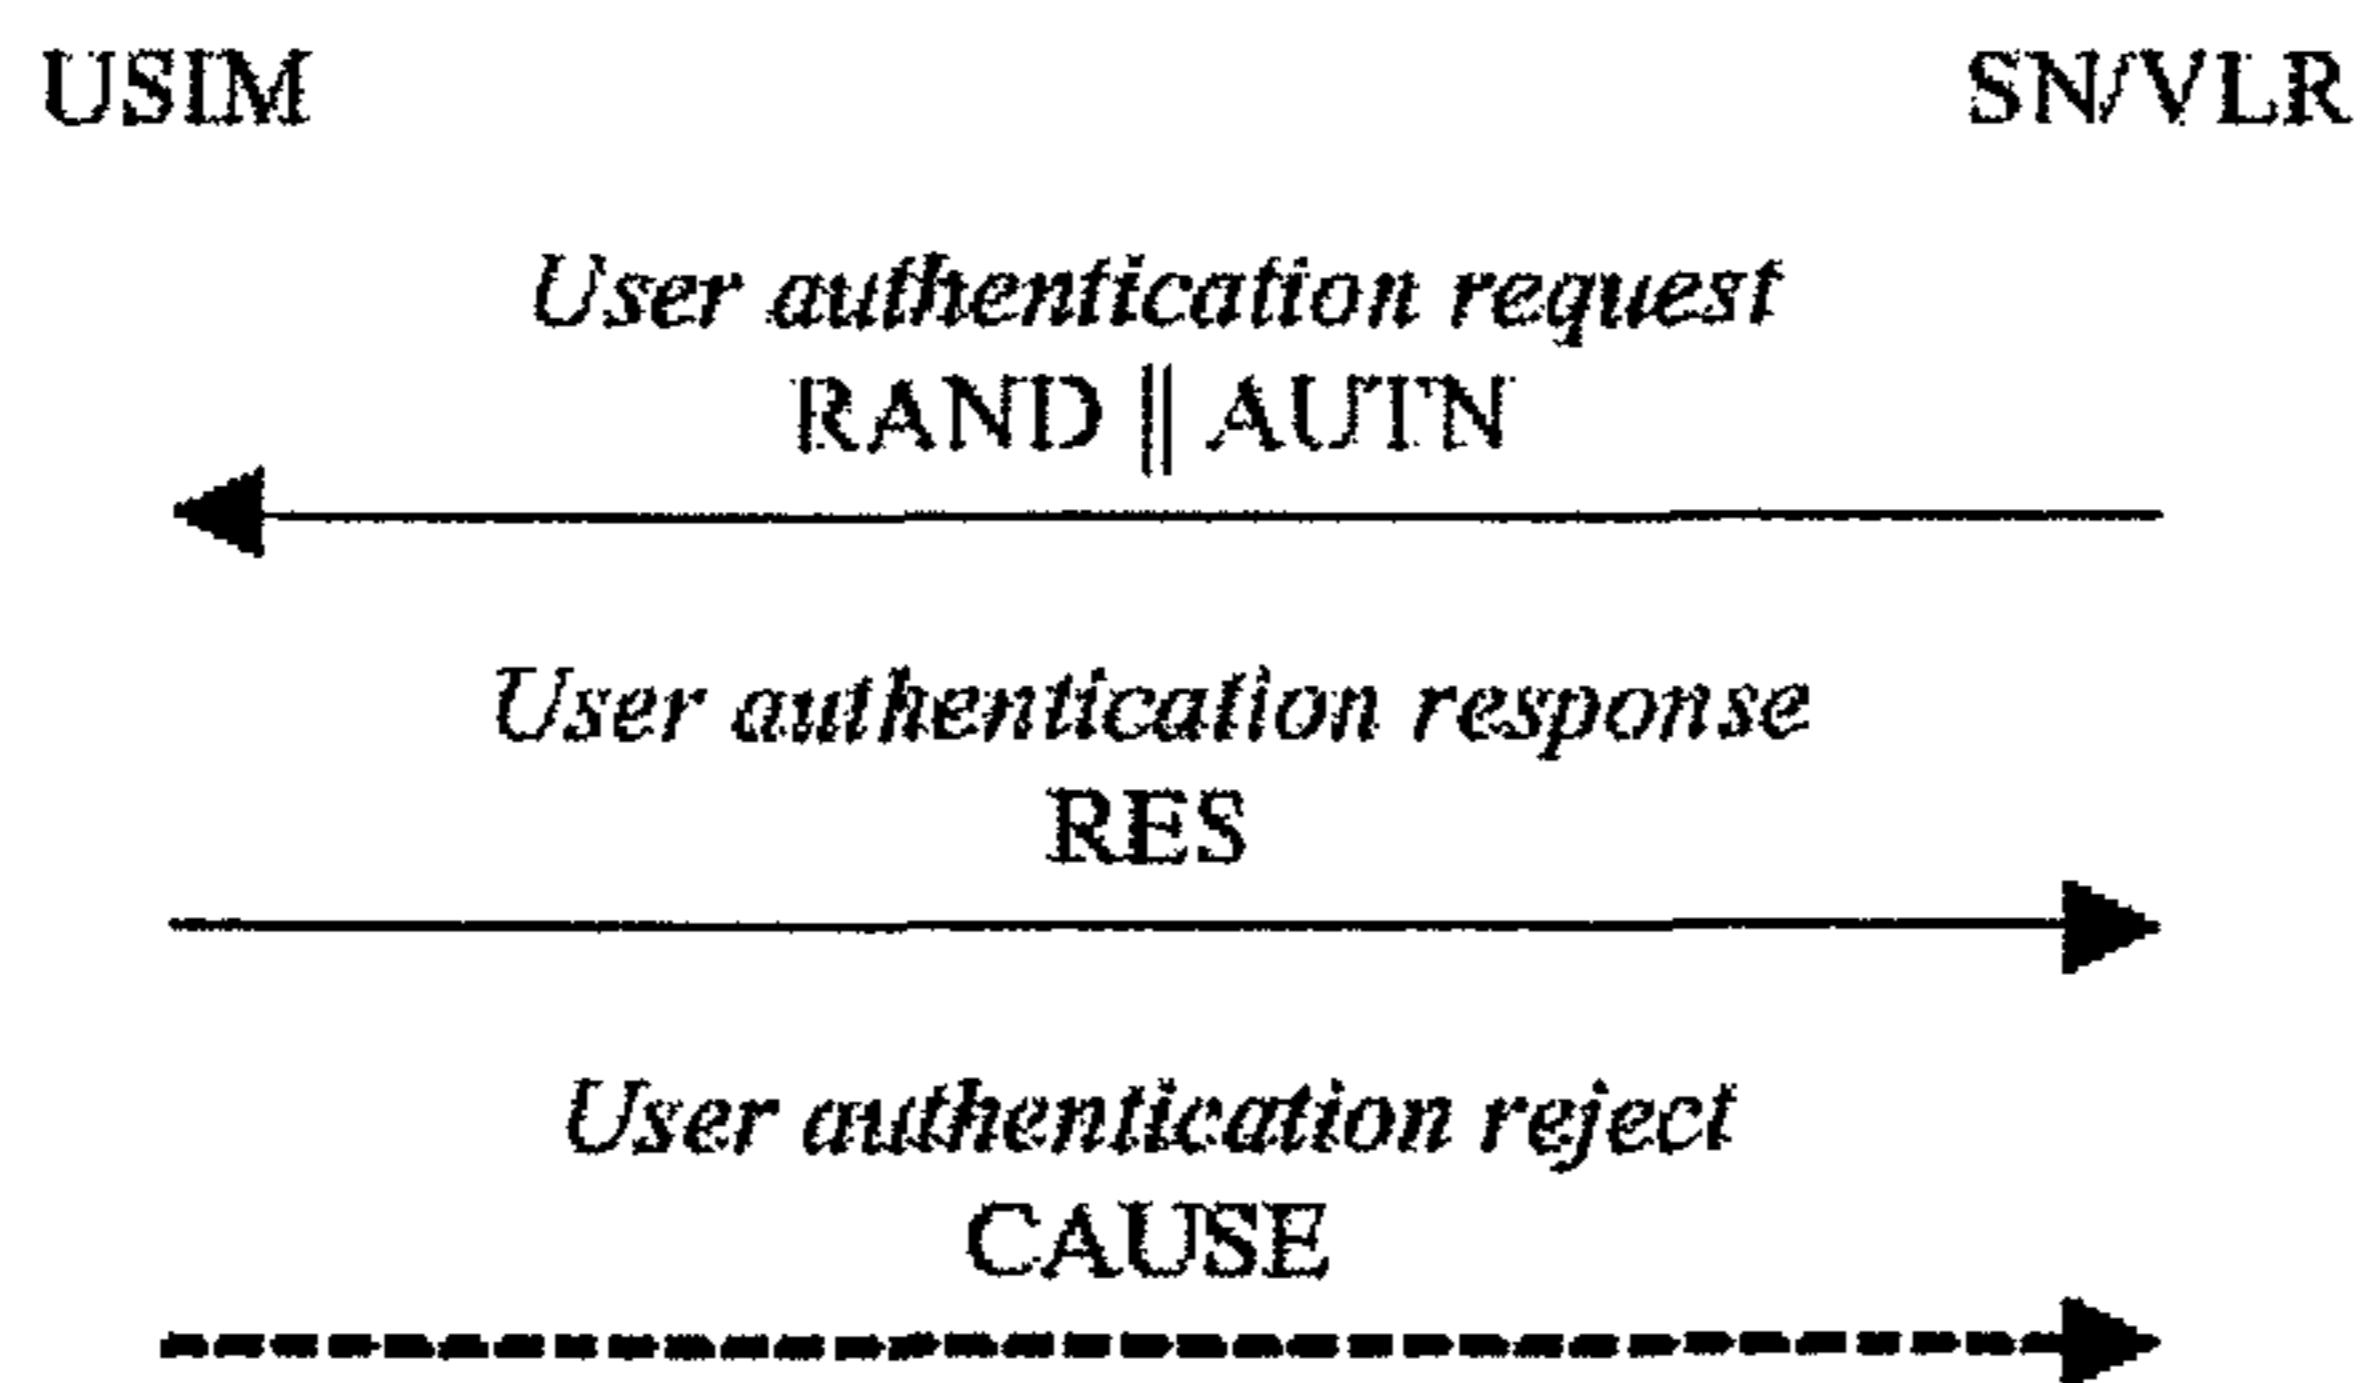 USIM SN/VLR
User authentication request
RAND || AUTN
User authentication response
RES
User authentication reject
CAUSE